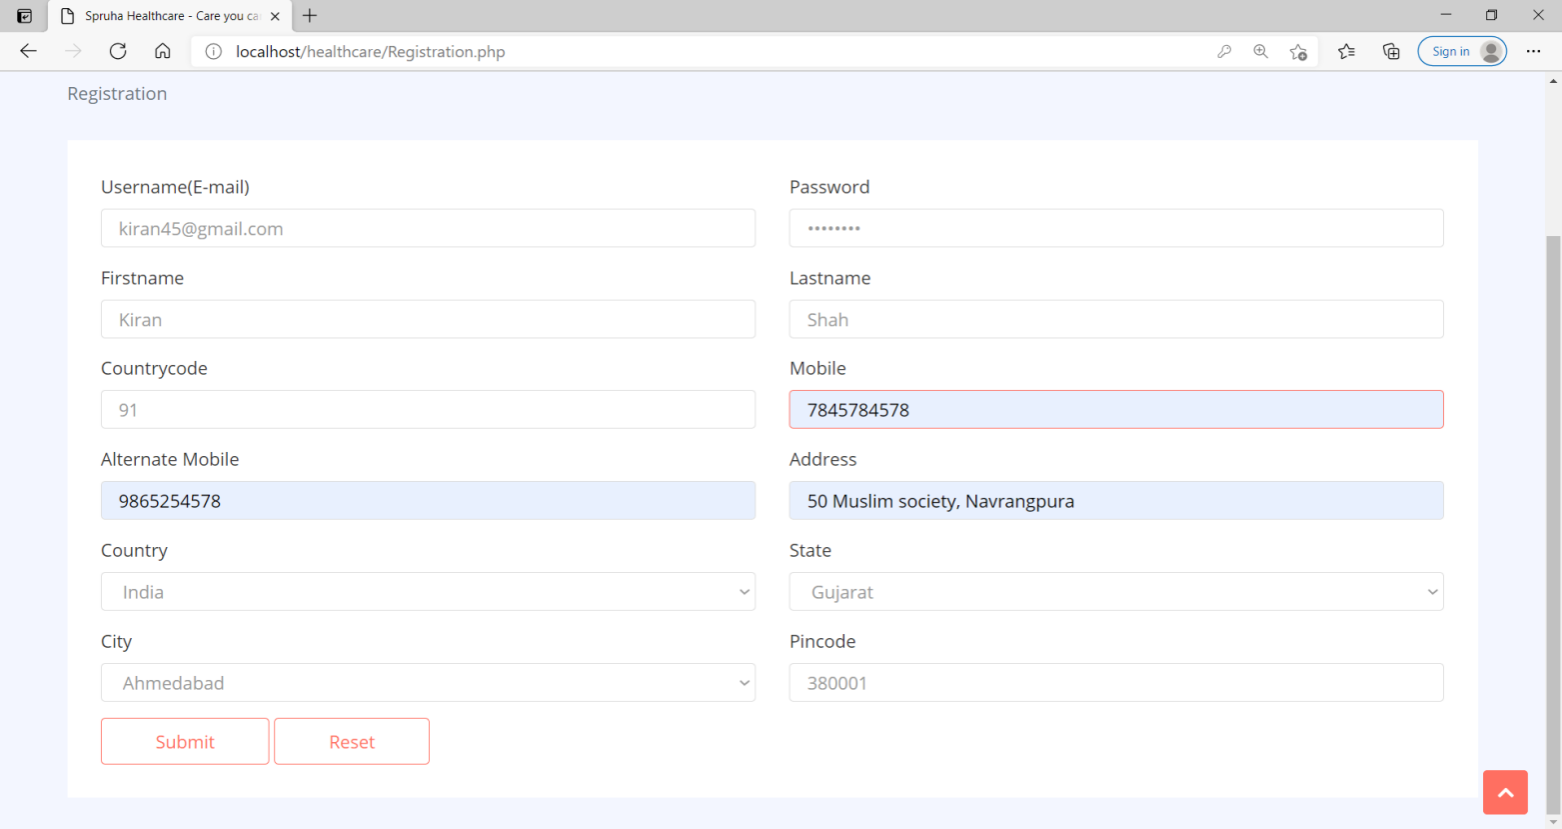 Spruha Healthcare - Care you ca
localhost/healthcare/Registration.php
Sign in
Registration
Username(E-mail)
Password
kiran45@gmail.com
••••••••
Firstname
Lastname
Kiran
Shah
Countrycode
Mobile
91
7845784578
Alternate Mobile
Address
9865254578
50 Muslim society, Navrangpura
Country
State
India
Gujarat
City
Pincode
Ahmedabad
380001
Submit
Reset